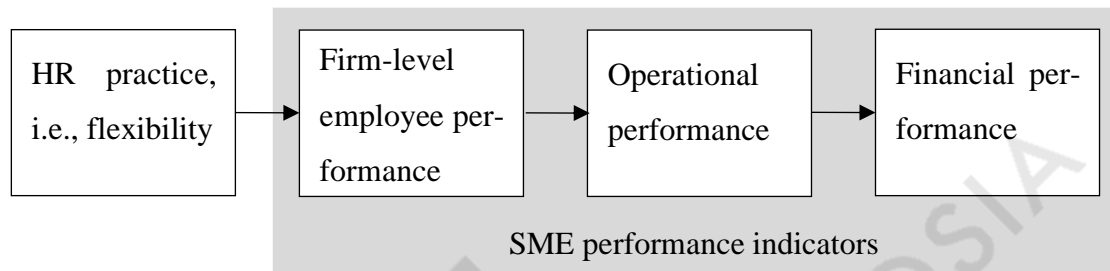 HR practice,
i.e., flexibility
Firm-level
employee per-
formance
Operational
performance
Financial per-
formance
SME performance indicators